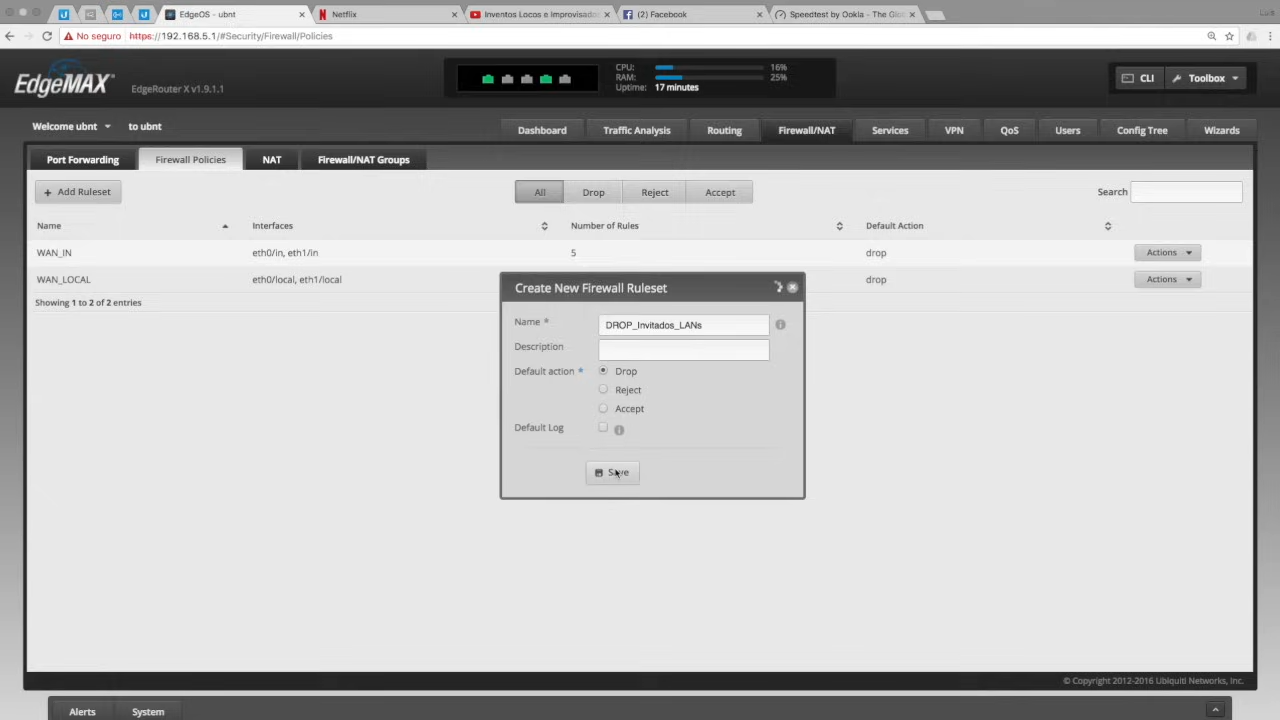 EdgeOS - ubnt
Netflix
Inventos Locos e Improvisado
(2) Facebook
Speedtest by Ookla - The Glo
Luis
No seguro https://192.168.5.1/#Security/Firewall/Policies
EdgeMAX
EdgeRouter X v1.9.1.1
CPU: 16%
RAM: 25%
Uptime: 17 minutes
CLI
Toolbox
Welcome ubnt to ubnt
Dashboard Traffic Analysis Routing Firewall/NAT Services VPN QoS Users Config Tree Wizards
Port Forwarding Firewall Policies NAT Firewall/NAT Groups
+ Add Ruleset
All Drop Reject Accept
Search
Name Interfaces Number of Rules Default Action
WAN_IN eth0/in, eth1/in 5 drop Actions
WAN_LOCAL eth0/local, eth1/local drop Actions
Showing 1 to 2 of 2 entries
Create New Firewall Ruleset
Name * DROP_Invitados_LANs
Description
Default action * Drop
Reject
Accept
Default Log
Save
© Copyright 2012-2016 Ubiquiti Networks, Inc.
Alerts System